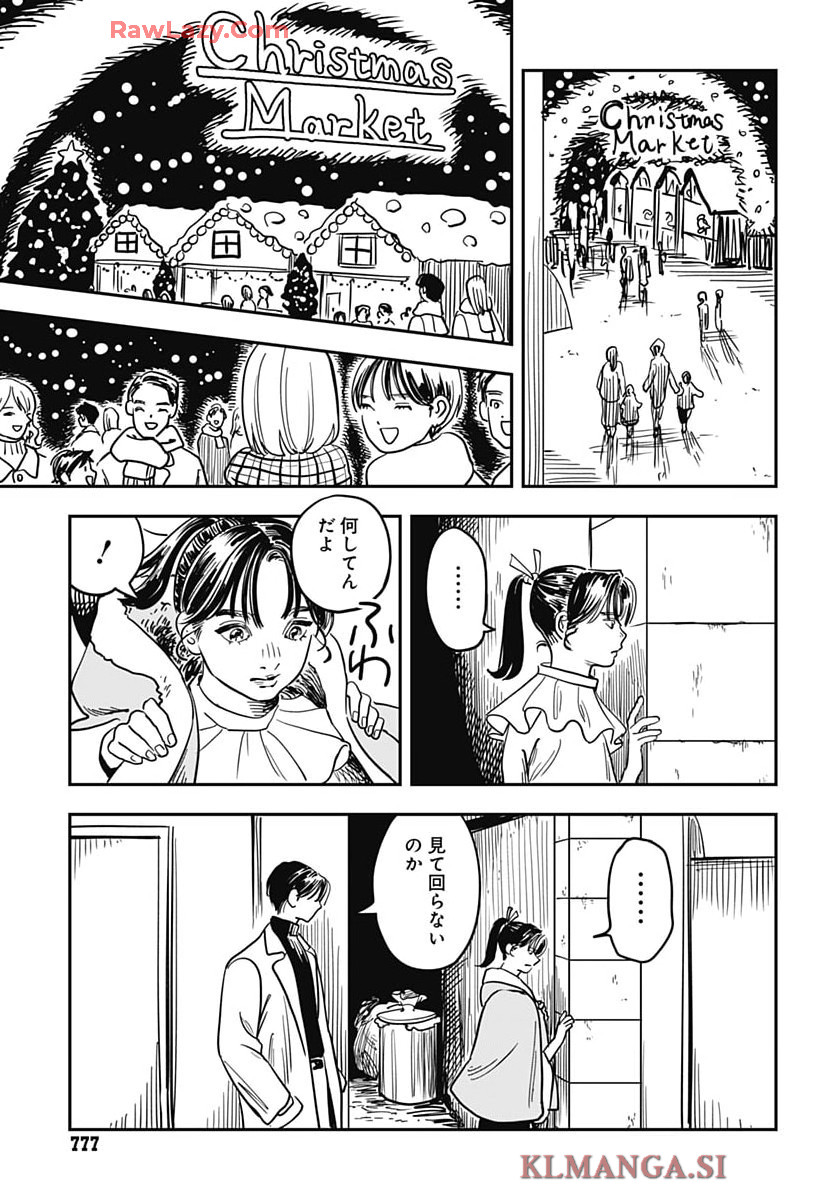 RawLazy.Com
Christmas
Market
Christmas
Market
……
何してん
だよ
ふわ
！
……
見て回らない
のか
777
KLMANGA.SI